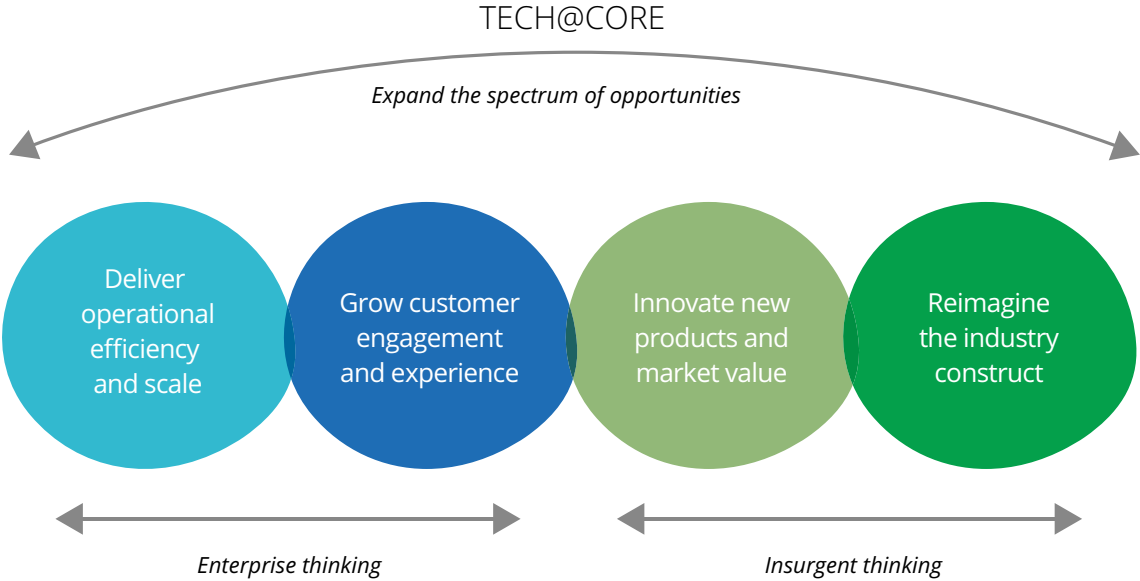 TECH@CORE
Expand the spectrum of opportunities
Deliver
operational
efficiency
and scale
Grow customer
engagement
and experience
Innovate new
products and
market value
Reimagine
the industry
construct
Enterprise thinking
Insurgent thinking